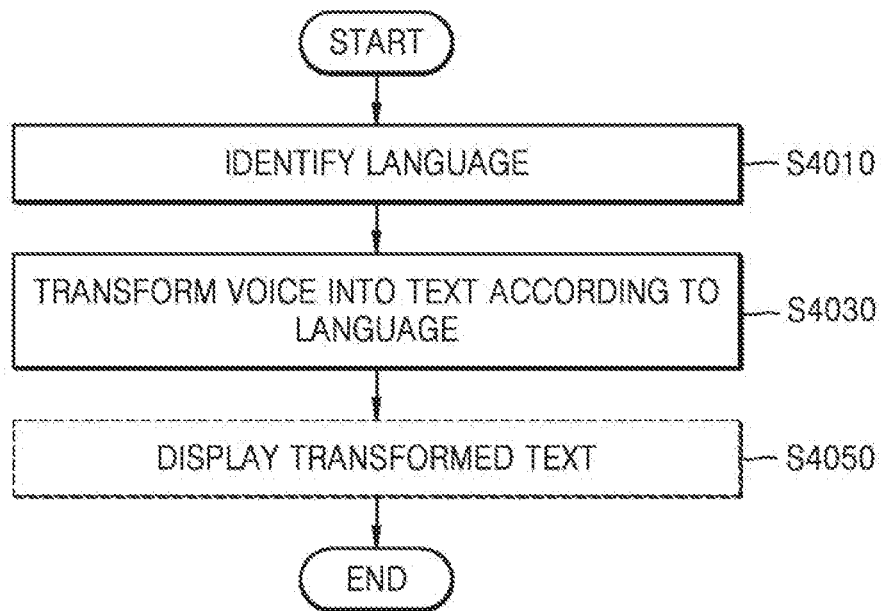 START
IDENTIFY LANGUAGE
S4010
TRANSFORM VOICE INTO TEXT ACCORDING TO
LANGUAGE
S4030
DISPLAY TRANSFORMED TEXT
S4050
END